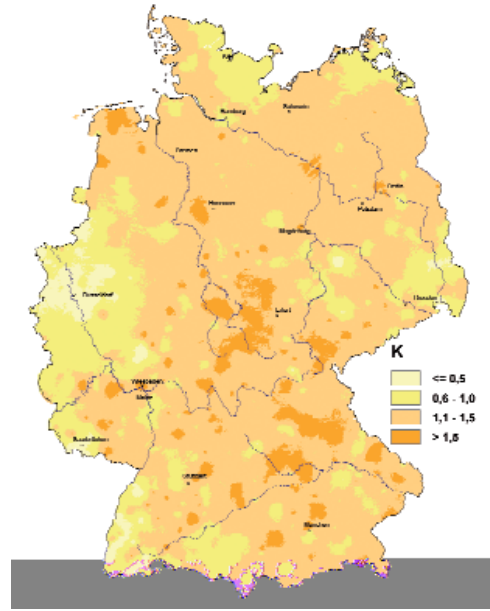 Hamburg
Schwerin
Bremen
Berlin
Potsdam
Hannover
Magdeburg
Düsseldorf
Dresden
Erfurt
K
<= 0,5
0,6 - 1,0
1,1 - 1,5
> 1,5
Wiesbaden
Mainz
Saarbrücken
Stuttgart
München